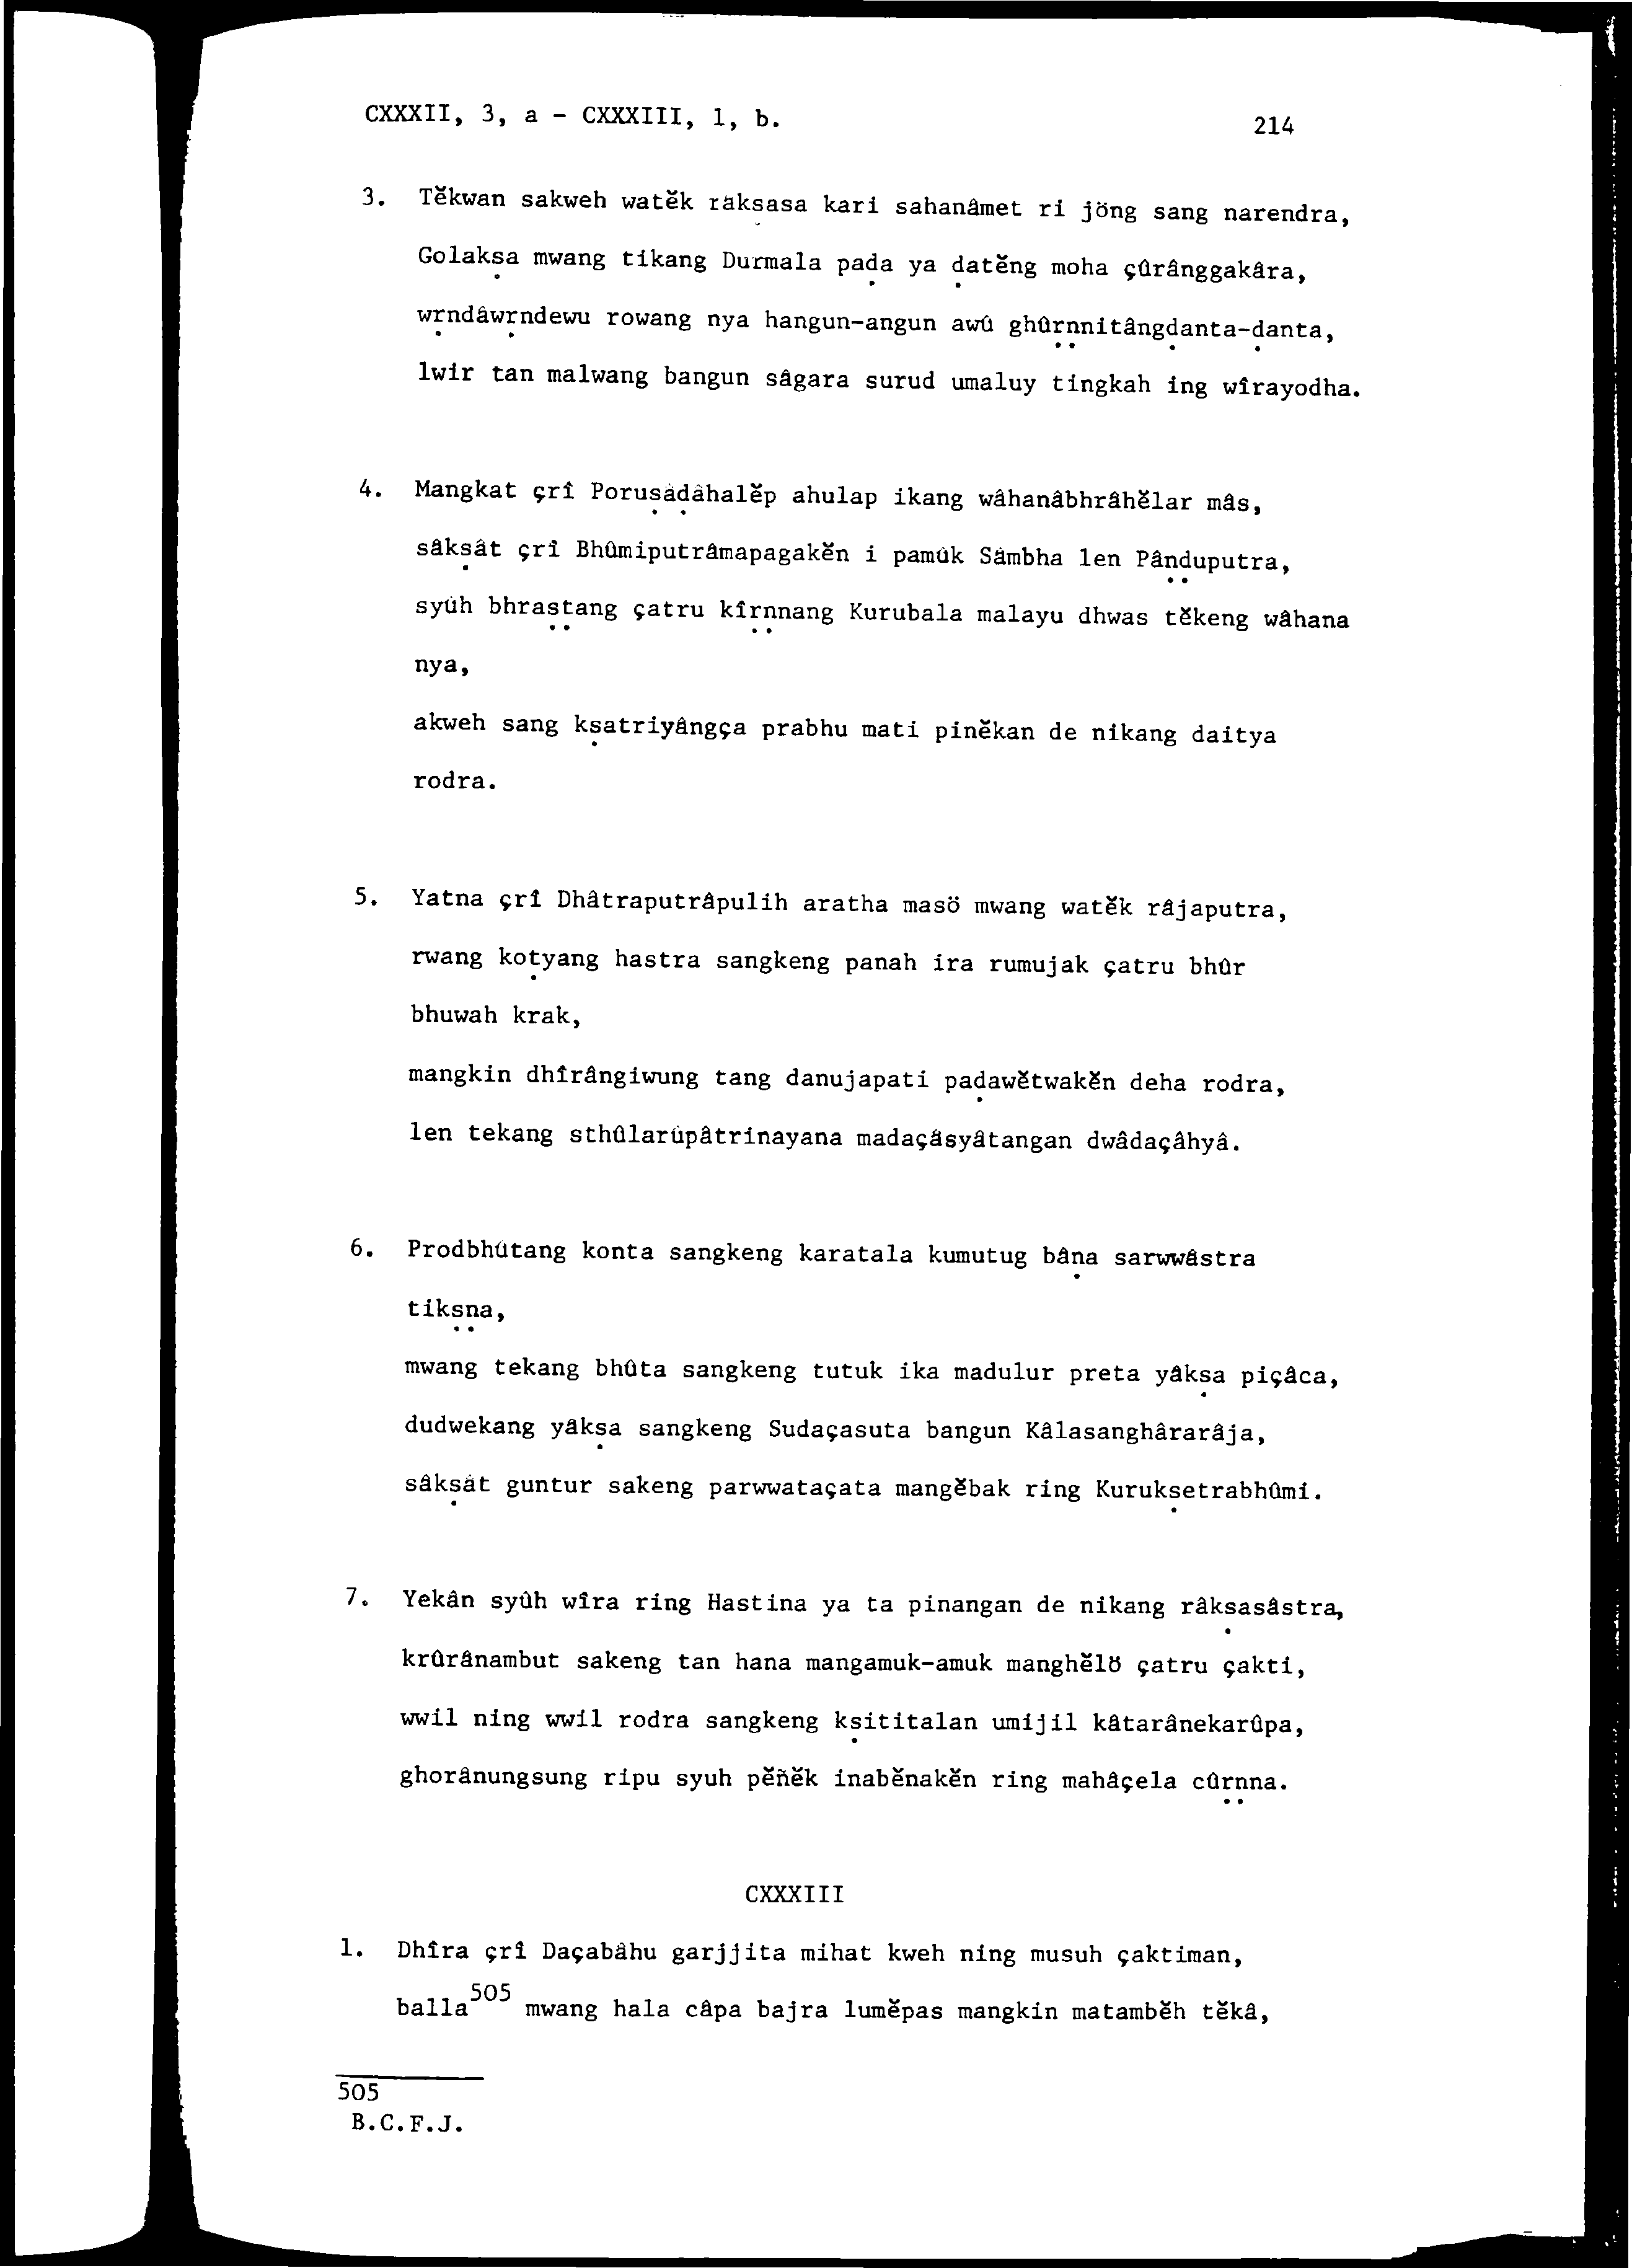 CXXXII, 3, a - CXXXIII, 1, b.
214
3. Tĕkwan sakweh watĕk râkṣasa kari sahanâmet ri jöng sang narendra,
Golakṣa mwang tikang Durmala paḍa ya ḍatĕng moha çûrânggakâra,
wṛndâwṛndewu rowang nya hangun-angun awû ghûṛṇnitângḍanta-ḍanta,
lwir tan malwang bangun sâgara surud umaluy tingkah ing wîrayodha.
4. Mangkat çrî Poruṣâḍâhalĕp ahulap ikang wâhanâbhrâhĕlar mâs,
sâkṣât çrî Bhûmiputrâmapagakĕn i pamûk Sâmbha len Pâṇḍuputra,
syûh bhraṣṭang çatru kîṛṇnang Kurubala malayu dhwas tĕkeng wâhana
nya,
akweh sang kṣatriyângça prabhu mati pinĕkan de nikang daitya
rodra.
5. Yatna çrî Dhâtraputrâpulih aratha masö mwang watĕk râjaputra,
rwang koṭyang hastra sangkeng panah ira rumujak çatru bhûr
bhuwah krak,
mangkin dhîrângiwung tang danujapati paḍawĕtwakĕn deha rodra,
len tekang sthûlarûpâtrinayana madaçâsyâtangan dwâdaçâhyâ.
6. Prodbhûtang konta sangkeng karatala kumutug bâṇa sarwwâstra
tikṣṇa,
mwang tekang bhûta sangkeng tutuk ika madulur preta yâkṣa piçâca,
dudwekang yâkṣa sangkeng Sudaçasuta bangun Kâlasanghârarâja,
sâkṣât guntur sakeng parwwataçata mangĕbak ring Kurukṣetrabhûmi.
7. Yekân syûh wîra ring Hastina ya ta pinangan de nikang râkṣasâstra,
krûrânambut sakeng tan hana mangamuk-amuk manghĕlö çatru çakti,
wwil ning wwil rodra sangkeng kṣititalan umijil kâtarânekarûpa,
ghorânungsung ripu syuh pĕñĕk inabĕnakĕn ring mahâçela cûṛṇna.
CXXXIII
1. Dhîra çrî Daçabâhu garjjita mihat kweh ning musuh çaktiman,
balla505 mwang hala câpa bajra lumĕpas mangkin matambĕh tĕkâ,
505
B.C.F.J.